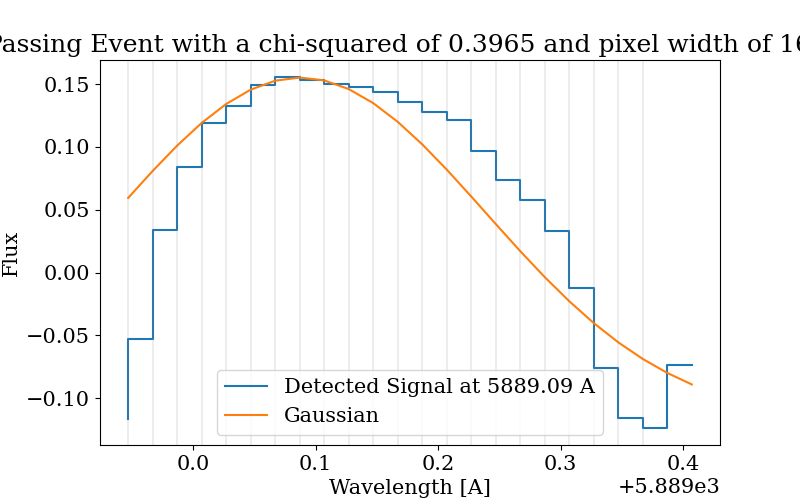 Passing Event with a chi-squared of 0.3965 and pixel width of 16
0.15
0.10
0.05
0.00
−0.05
−0.10
Flux
Detected Signal at 5889.09 A
Gaussian
0.0 0.1 0.2 0.3 0.4
Wavelength [A]
+5.889e3